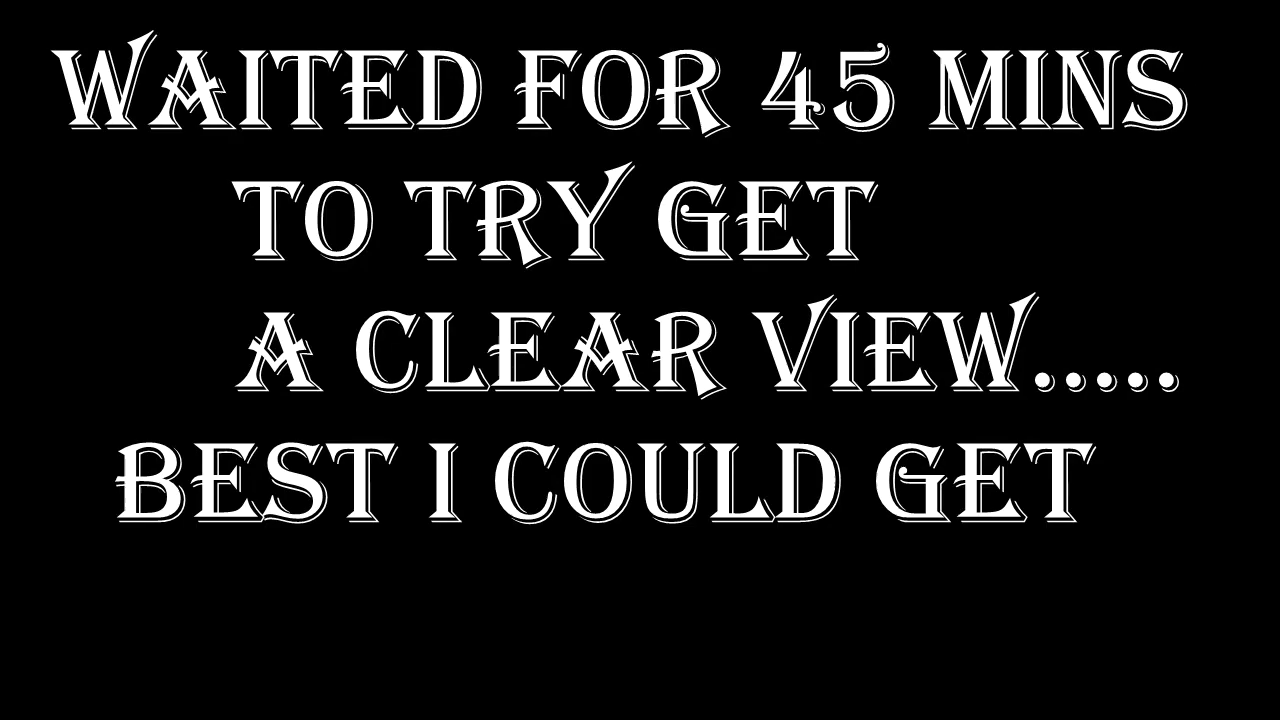 WAITED FOR 45 MINS
TO TRY GET
A CLEAR VIEW.....
BEST I COULD GET